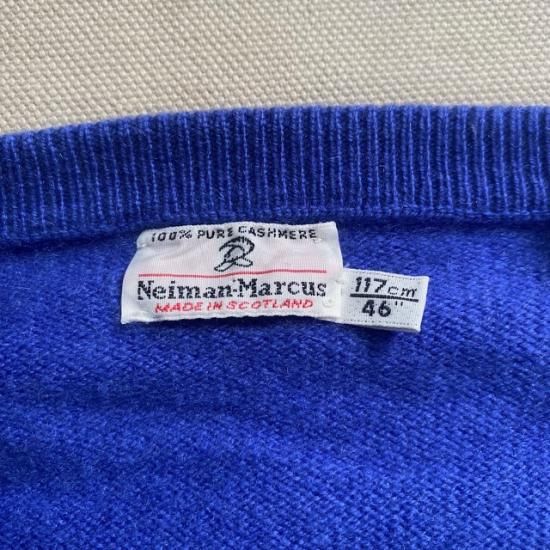 100% PURE CASHMERE
Neiman-Marcus
MADE IN SCOTLAND
117cm
46"